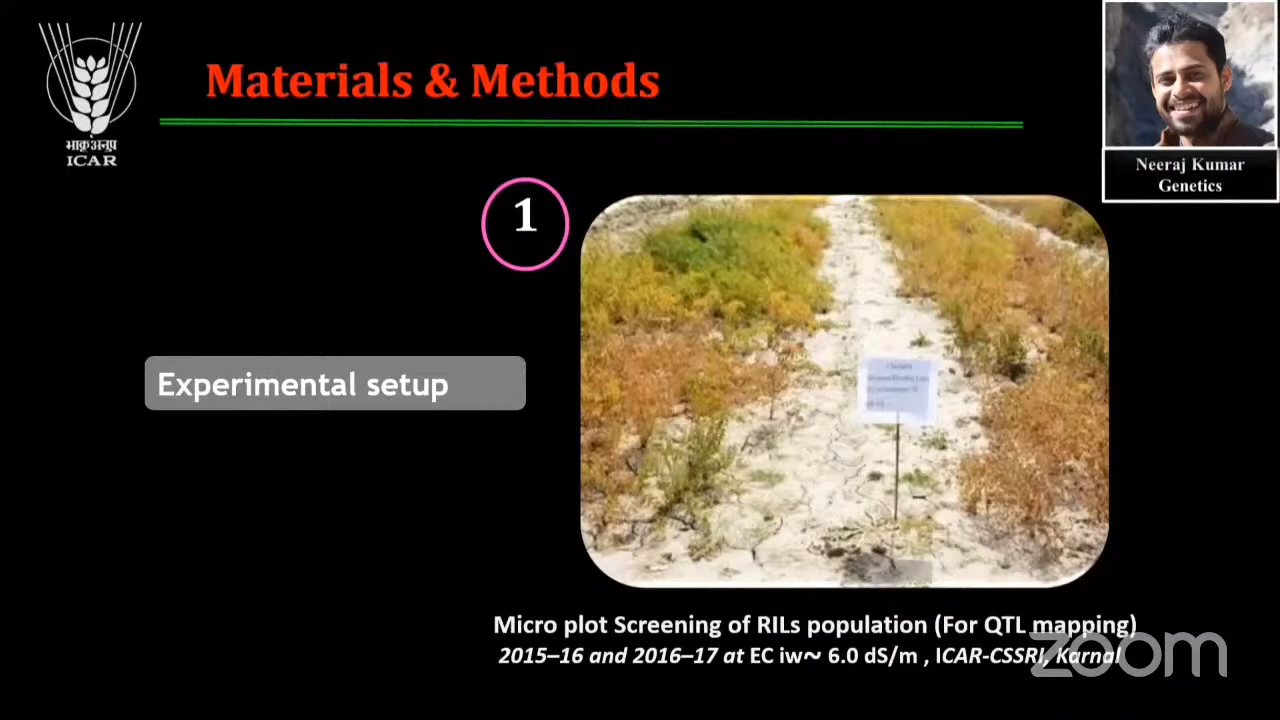 Materials & Methods
भाकृअनुप
ICAR
Neeraj Kumar
Genetics
1
Experimental setup
Micro plot Screening of RILs population (For QTL mapping)
2015–16 and 2016–17 at EC iw~ 6.0 dS/m , ICAR-CSSRI, Karnal
zoom